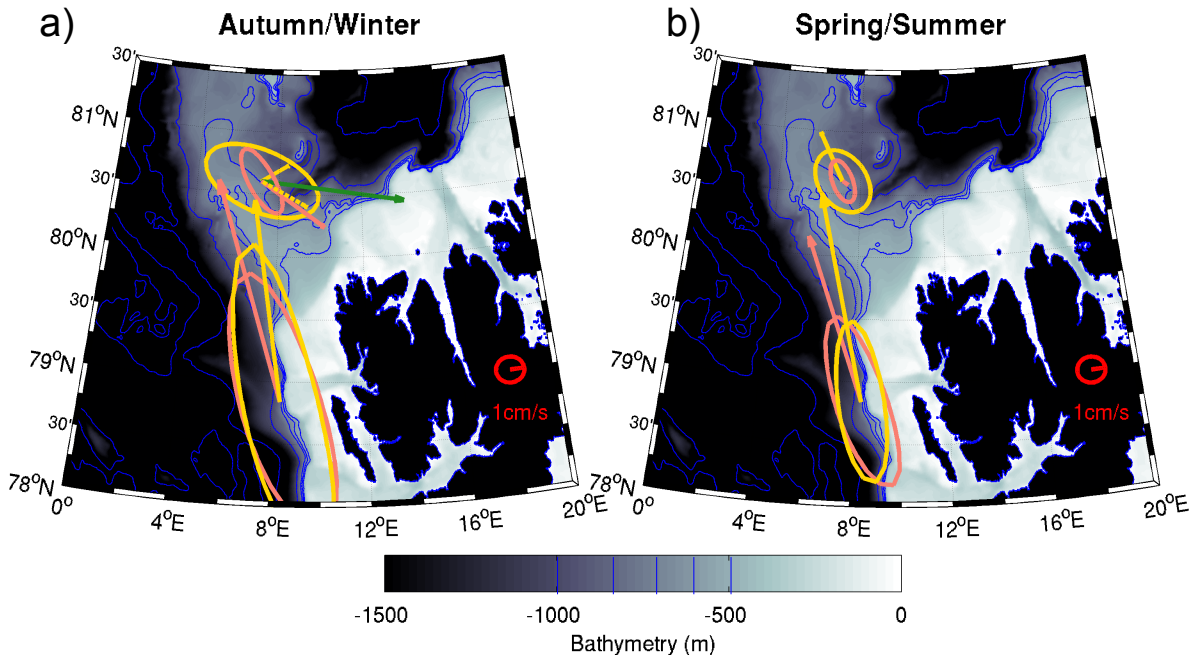 a) Autumn/Winter
b) Spring/Summer
30'
81°N
30'
80°N
30'
79°N
30'
78°N
0°
4°E
8°E
12°E
16°E
20°E
1cm/s
30'
81°N
30'
80°N
30'
79°N
30'
78°N
0°
4°E
8°E
12°E
16°E
20°E
1cm/s
-1500
-1000
-500
0
Bathymetry (m)